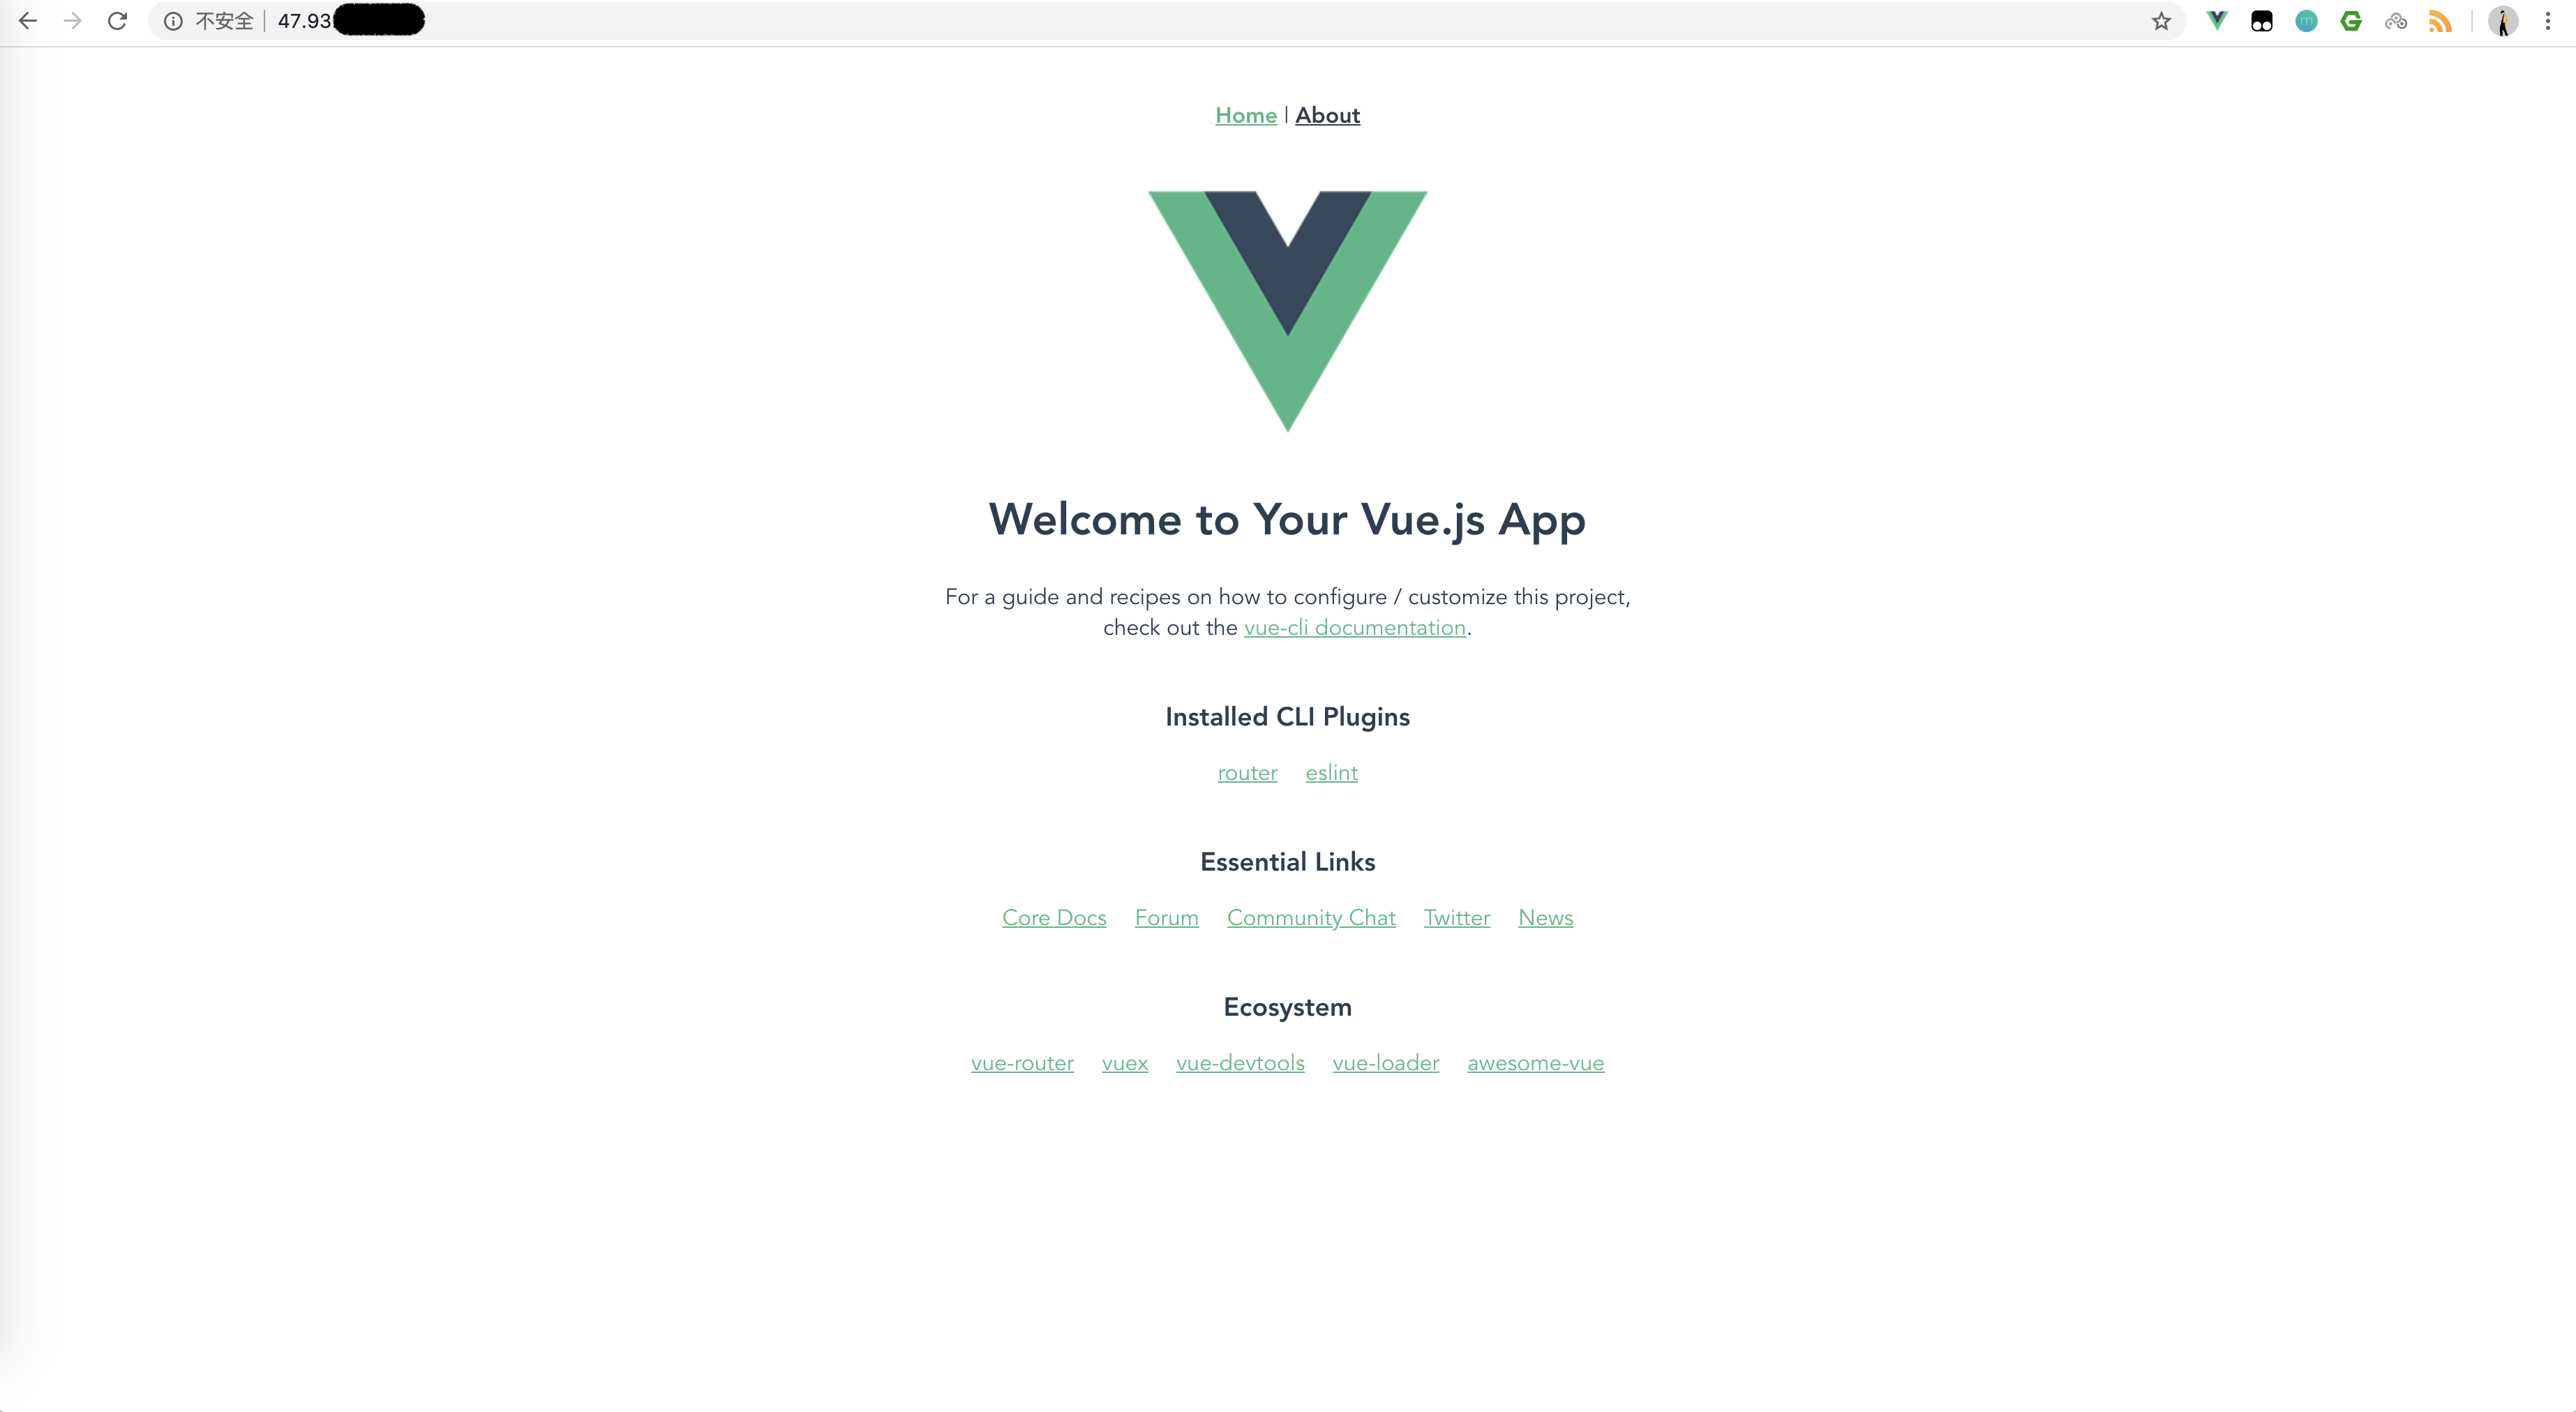 不安全 47.93
Home | About
Welcome to Your Vue.js App
For a guide and recipes on how to configure / customize this project,
check out the vue-cli documentation.
Installed CLI Plugins
router eslint
Essential Links
Core Docs Forum Community Chat Twitter News
Ecosystem
vue-router vuex vue-devtools vue-loader awesome-vue